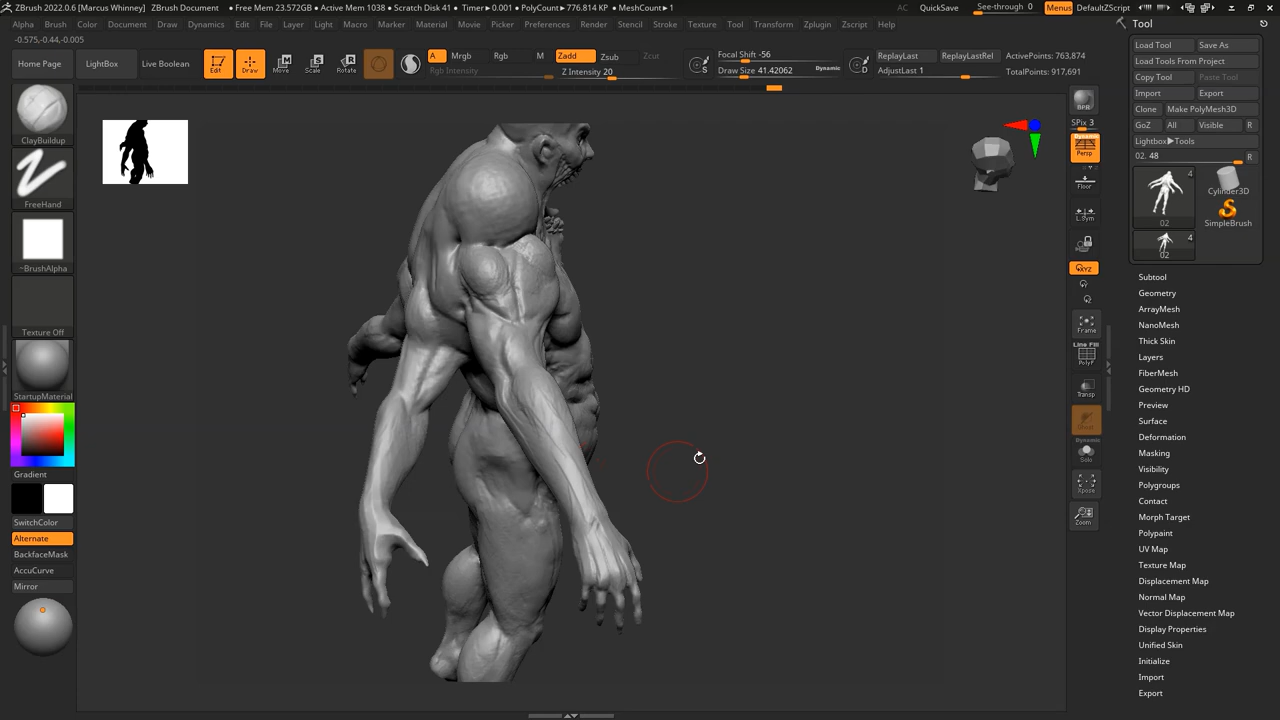 ZBrush 2022.0.6 [Marcus Whinney] ZBrush Document ● Free Mem 23.572GB ● Active Mem 1038 ● Scratch Disk 41 ● Timer▶0.001 ● PolyCount▶776.814 KP ● MeshCount▶1 AC QuickSave See-through 0 Menus DefaultZScript
Alpha Brush Color Document Draw Dynamics Edit File Layer Light Macro Marker Material Movie Picker Preferences Render Stencil Stroke Texture Tool Transform Zplugin Zscript Help
-0.575,-0.44,-0.005
Home Page LightBox Live Boolean Edit Draw Move Scale Rotate
A Mrgb Rgb M
Rgb Intensity
Zadd Zsub Zcut
Z Intensity 20
S
Focal Shift -56
Draw Size 41.42062 Dynamic
D
ReplayLast ReplayLastRel
AdjustLast 1
ActivePoints: 763,874
TotalPoints: 917,691
ClayBuildup
FreeHand
~BrushAlpha
Texture Off
StartupMaterial
Gradient
SwitchColor
Alternate
BackfaceMask
AccuCurve
Mirror
BPR
SPix 3
Dynamic
Persp
Floor
L.Sym
XYZ
Frame
Line Fill
PolyF
Transp
Ghost
Dynamic
Solo
Xpose
Zoom
Tool
Load Tool Save As
Load Tools From Project
Copy Tool Paste Tool
Import Export
Clone Make PolyMesh3D
GoZ All Visible R
Lightbox▶Tools
02. 48 R
4
02
Cylinder3D
SimpleBrush
4
02
Subtool
Geometry
ArrayMesh
NanoMesh
Thick Skin
Layers
FiberMesh
Geometry HD
Preview
Surface
Deformation
Masking
Visibility
Polygroups
Contact
Morph Target
Polypaint
UV Map
Texture Map
Displacement Map
Normal Map
Vector Displacement Map
Display Properties
Unified Skin
Initialize
Import
Export